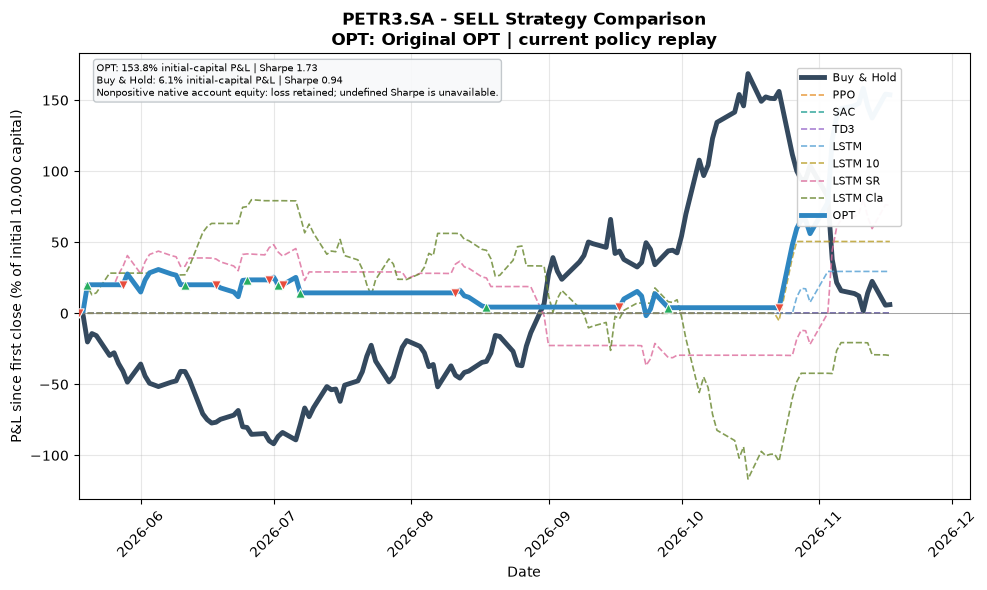 PETR3.SA - SELL Strategy Comparison
OPT: Original OPT | current policy replay
OPT: 153.8% initial-capital P&L | Sharpe 1.73
Buy & Hold: 6.1% initial-capital P&L | Sharpe 0.94
Nonpositive native account equity: loss retained; undefined Sharpe is unavailable.
Buy & Hold
PPO
SAC
TD3
LSTM
LSTM 10
LSTM SR
LSTM Cla
OPT
P&L since first close (% of initial 10,000 capital)
150
100
50
0
−50
−100
2026-06
2026-07
2026-08
2026-09
2026-10
2026-11
2026-12
Date